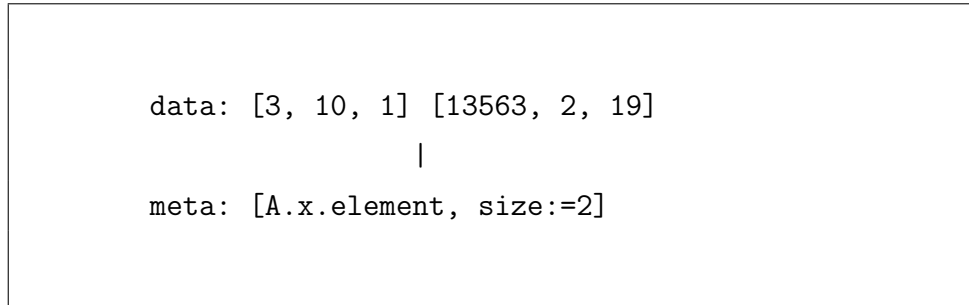 data: [3, 10, 1] [13563, 2, 19]
|
meta: [A.x.element, size:=2]